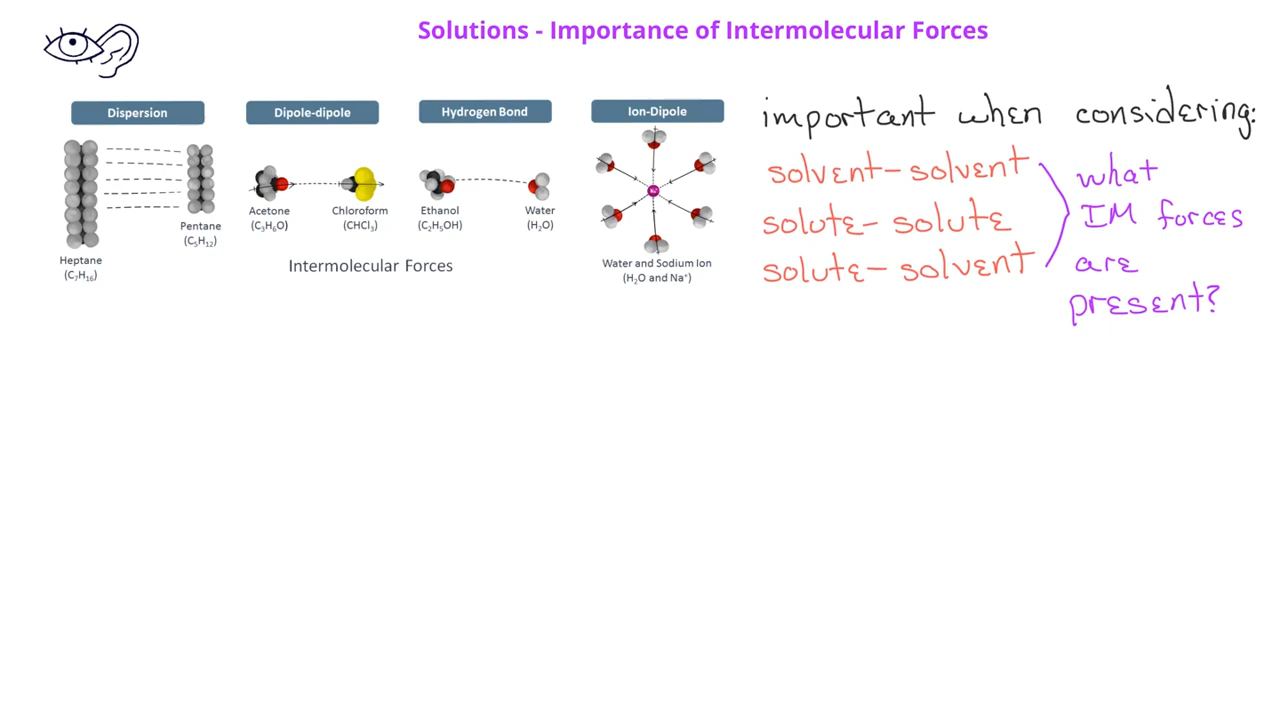 Solutions - Importance of Intermolecular Forces
Dispersion
Dipole-dipole
Hydrogen Bond
Ion-Dipole
Heptane
(C₇H₁₆)
Pentane
(C₅H₁₂)
Acetone
(C₃H₆O)
Chloroform
(CHCl₃)
Ethanol
(C₂H₅OH)
Water
(H₂O)
Water and Sodium Ion
(H₂O and Na⁺)
Intermolecular Forces
important when considering:
solvent-solvent
solute-solute
solute-solvent
what
IM forces
are
present?